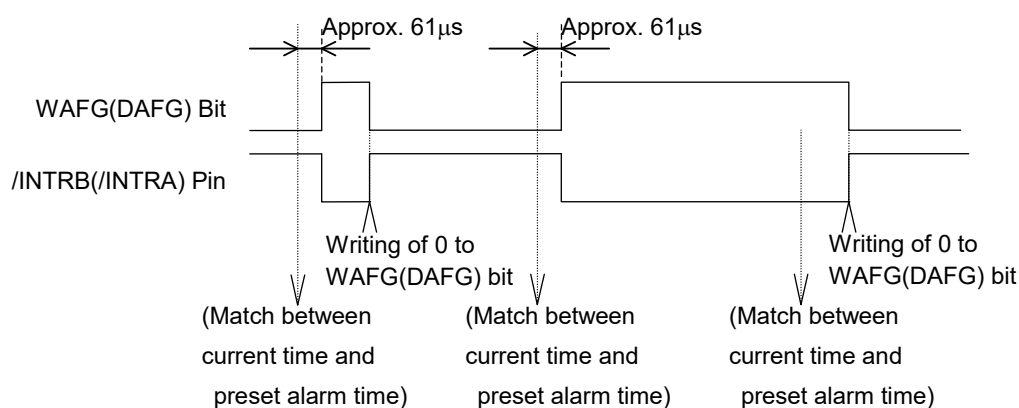 Approx. 61μs
Approx. 61μs
WAFG(DAFG) Bit
/INTRB(/INTRA) Pin
Writing of 0 to
WAFG(DAFG) bit
Writing of 0 to
WAFG(DAFG) bit
(Match between
current time and
preset alarm time)
(Match between
current time and
preset alarm time)
(Match between
current time and
preset alarm time)